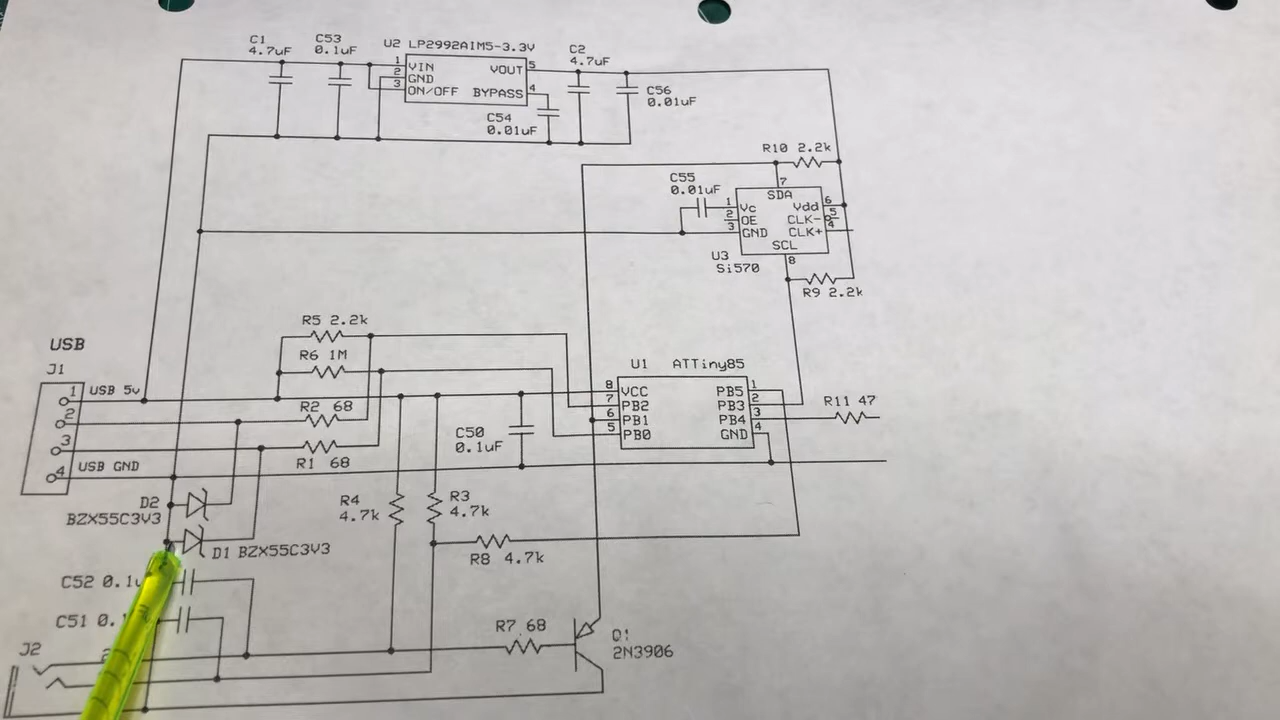 C1
4.7uF
C53
0.1uF
U2 LP2992AIM5-3.3V
1 VIN
2 GND
3 ON/OFF
VOUT 5
BYPASS 4
C2
4.7uF
C56
0.01uF
C54
0.01uF
R10 2.2k
C55
0.01uF
7
SDA
1 Vc
2 OE
3 GND
Vdd 6
CLK- 5
CLK+ 4
SCL
8
U3
Si570
R9 2.2k
R5 2.2k
R6 1M
USB
J1
1 USB 5v
2
3
4 USB GND
R2 68
R1 68
C50
0.1uF
U1 ATTiny85
8 VCC
7 PB2
6 PB1
5 PB0
PB5 1
PB3 2
PB4 3
GND 4
R11 47
D2
BZX55C3V3
D1 BZX55C3V3
R4
4.7k
R3
4.7k
R8 4.7k
C52 0.1u
C51 0.
J2
R7 68
Q1
2N3906